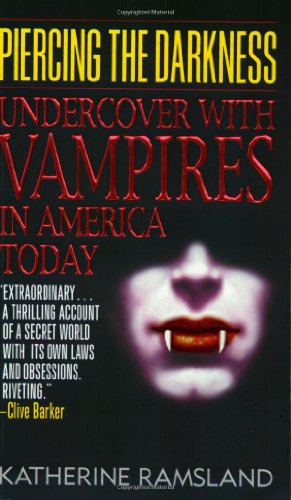 PIERCING THE DARKNESS
UNDERCOVER WITH
VAMPIRES
IN AMERICA
TODAY
"EXTRAORDINARY...
A THRILLING ACCOUNT
OF A SECRET WORLD
WITH ITS OWN LAWS
AND OBSESSIONS.
RIVETING."
—Clive Barker
KATHERINE RAMSLAND